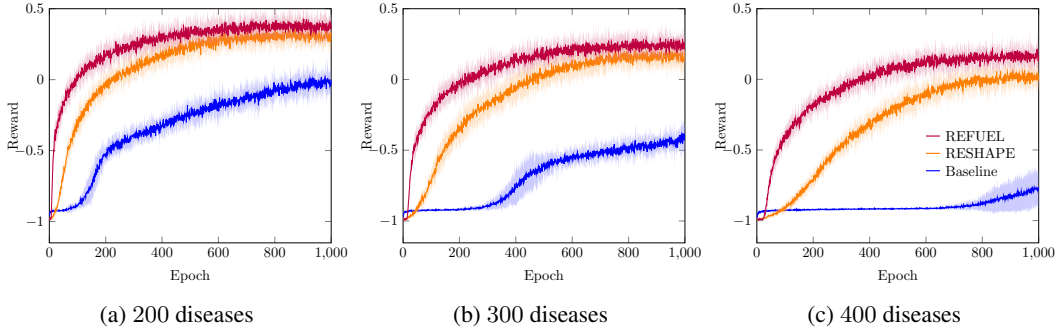 0.5
0
−0.5
−1
Reward
0 200 400 600 800 1,000
Epoch
(a) 200 diseases
0.5
0
−0.5
−1
Reward
0 200 400 600 800 1,000
Epoch
(b) 300 diseases
0.5
0
−0.5
−1
Reward
REFUEL
RESHAPE
Baseline
0 200 400 600 800 1,000
Epoch
(c) 400 diseases